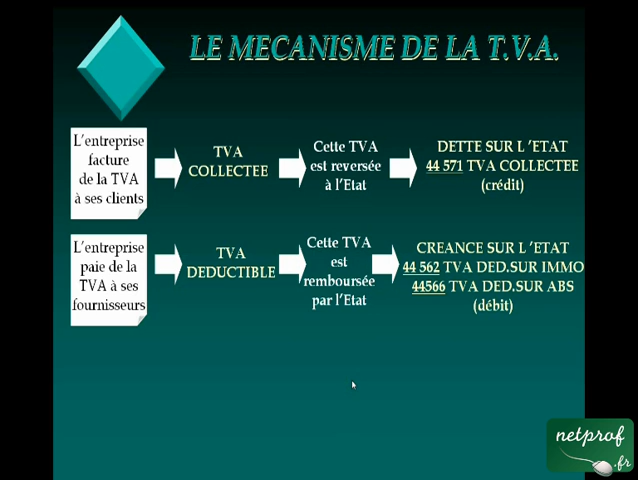 LE MECANISME DE LA T.V.A.
L'entreprise
facture
de la TVA
à ses clients
TVA
COLLECTEE
Cette TVA
est reversée
à l'Etat
DETTE SUR L 'ETAT
44 571 TVA COLLECTEE
(crédit)
L'entreprise
paie de la
TVA à ses
fournisseurs
TVA
DEDUCTIBLE
Cette TVA
est
remboursée
par l'Etat
CREANCE SUR L 'ETAT
44 562 TVA DED.SUR IMMO
44566 TVA DED.SUR ABS
(débit)
netprof
.fr